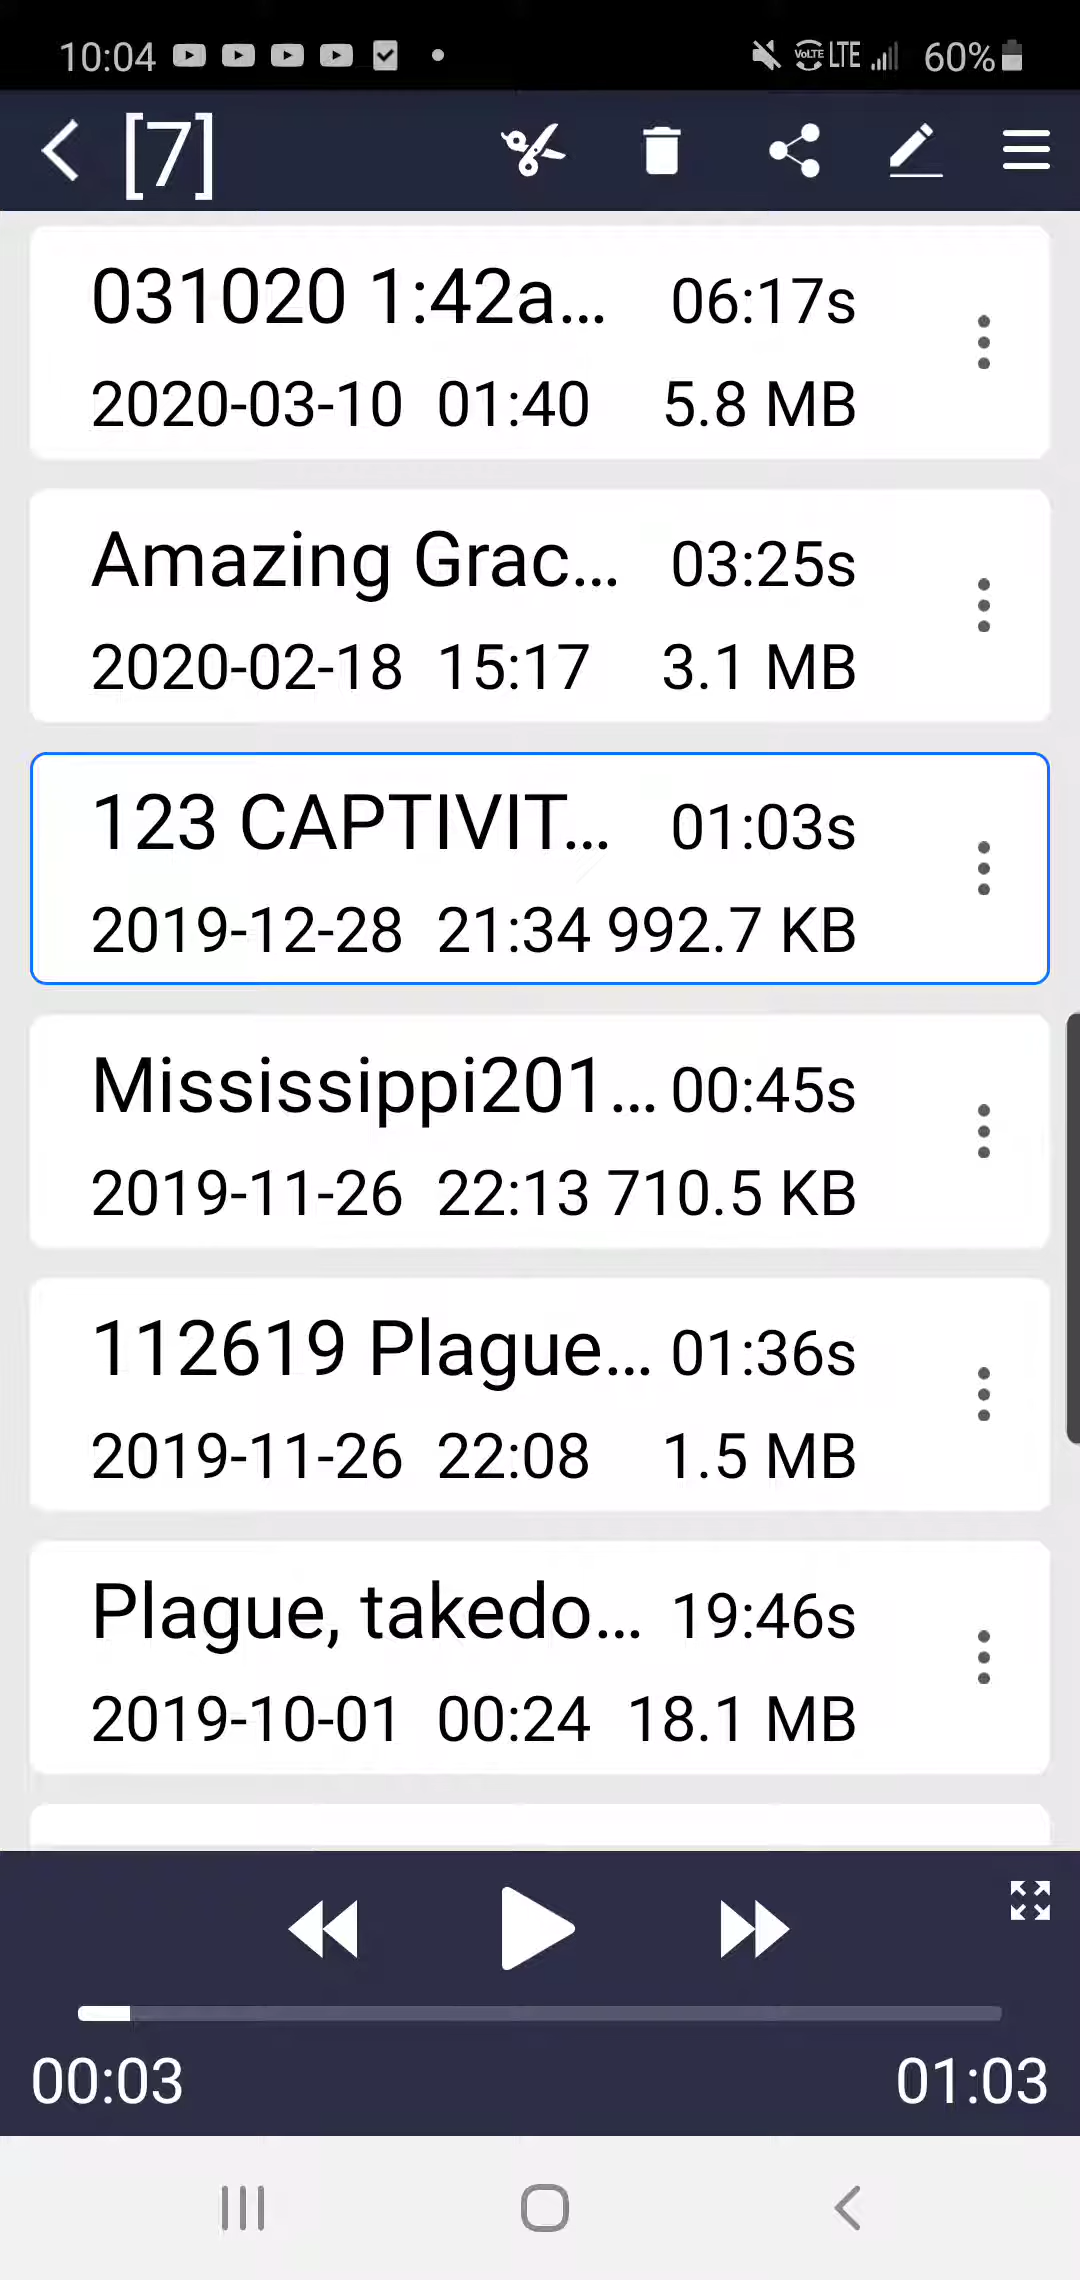 10:04 VoLTE LTE 60%
[7]
031020 1:42a... 06:17s
2020-03-10 01:40 5.8 MB
Amazing Grac... 03:25s
2020-02-18 15:17 3.1 MB
123 CAPTIVIT... 01:03s
2019-12-28 21:34 992.7 KB
Mississippi201... 00:45s
2019-11-26 22:13 710.5 KB
112619 Plague... 01:36s
2019-11-26 22:08 1.5 MB
Plague, takedo... 19:46s
2019-10-01 00:24 18.1 MB
00:03 01:03